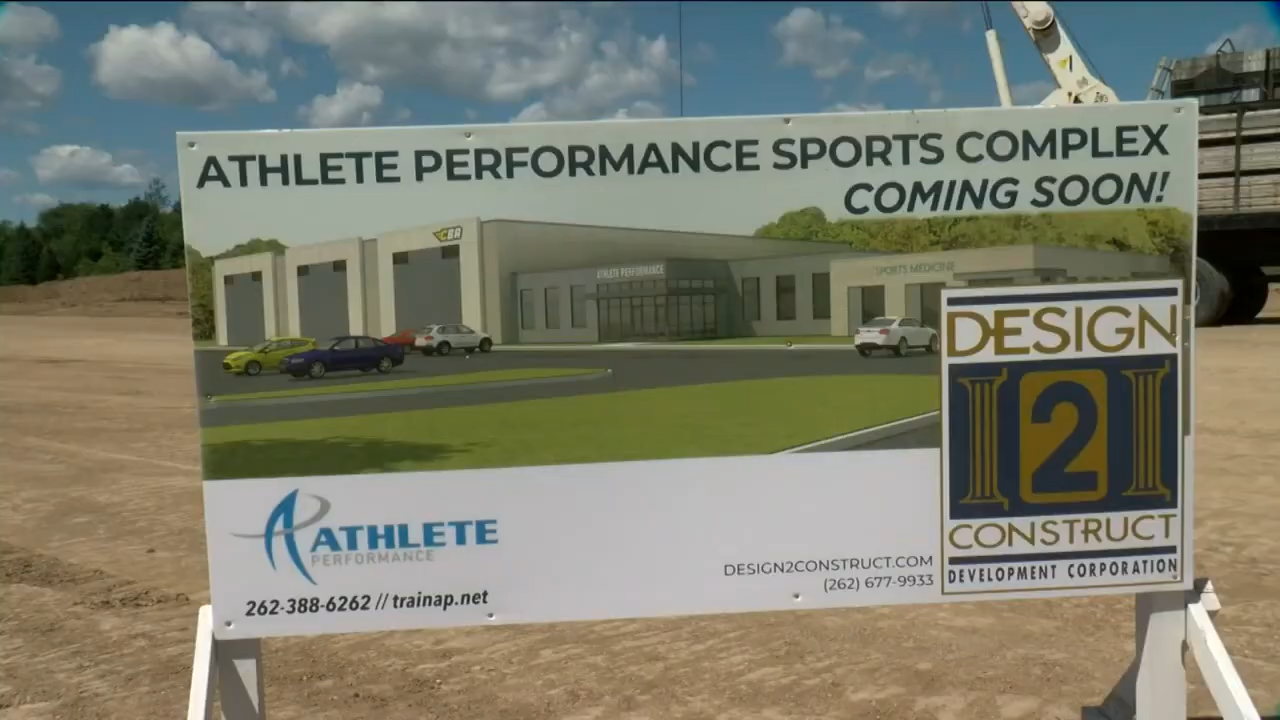 ATHLETE PERFORMANCE SPORTS COMPLEX
COMING SOON!
CBA
ATHLETE PERFORMANCE
SPORTS MEDICINE
DESIGN
2
CONSTRUCT
DEVELOPMENT CORPORATION
ATHLETE
PERFORMANCE
262-388-6262 // trainap.net
DESIGN2CONSTRUCT.COM
(262) 677-9933